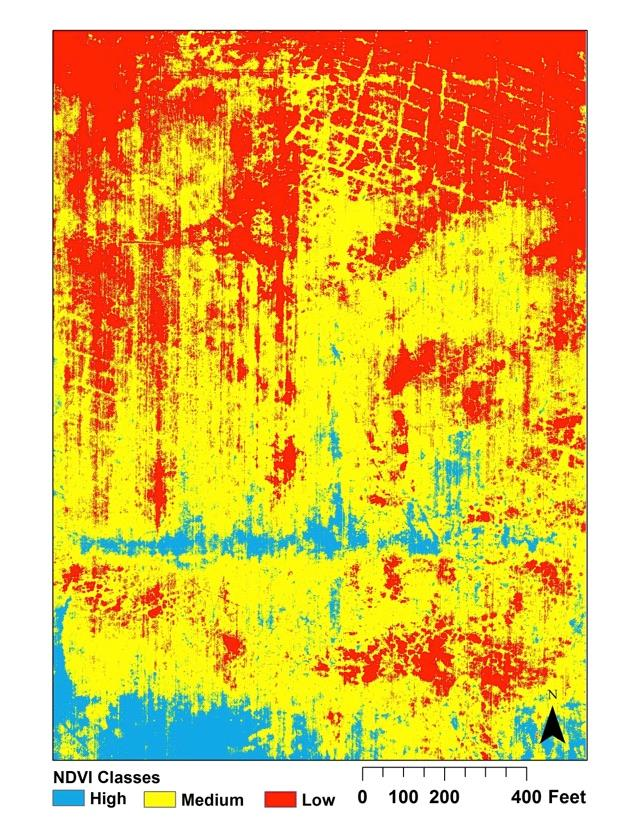 N
NDVI Classes
High Medium Low
0 100 200 400 Feet